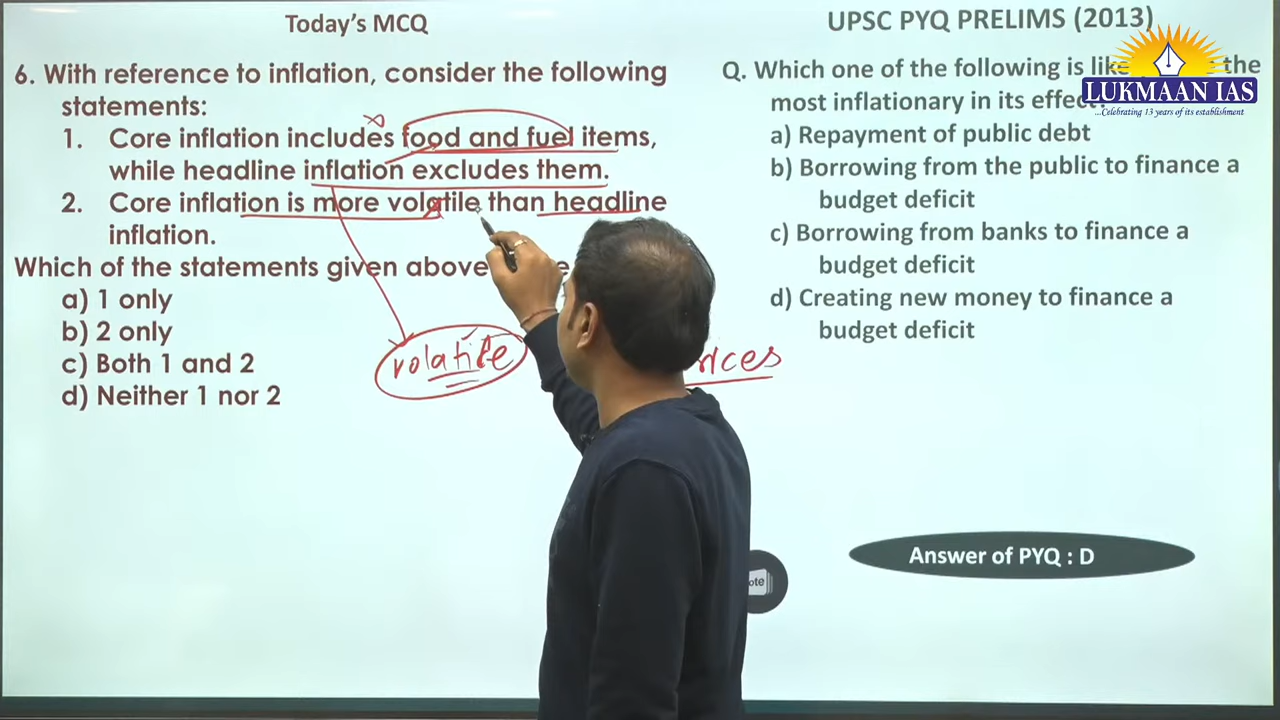 Today's MCQ
6. With reference to inflation, consider the following
statements:
1. Core inflation includes food and fuel items,
while headline inflation excludes them.
2. Core inflation is more volatile than headline
inflation.
Which of the statements given above
a) 1 only
b) 2 only
c) Both 1 and 2
d) Neither 1 nor 2
volatile
UPSC PYQ PRELIMS (2013)
Q. Which one of the following is the
most inflationary in its
a) Repayment of public debt
b) Borrowing from the public to finance a
budget deficit
c) Borrowing from banks to finance a
budget deficit
d) Creating new money to finance a
budget deficit
Answer of PYQ : D
LUKMAAN IAS
...Celebrating 13 years of its establishment